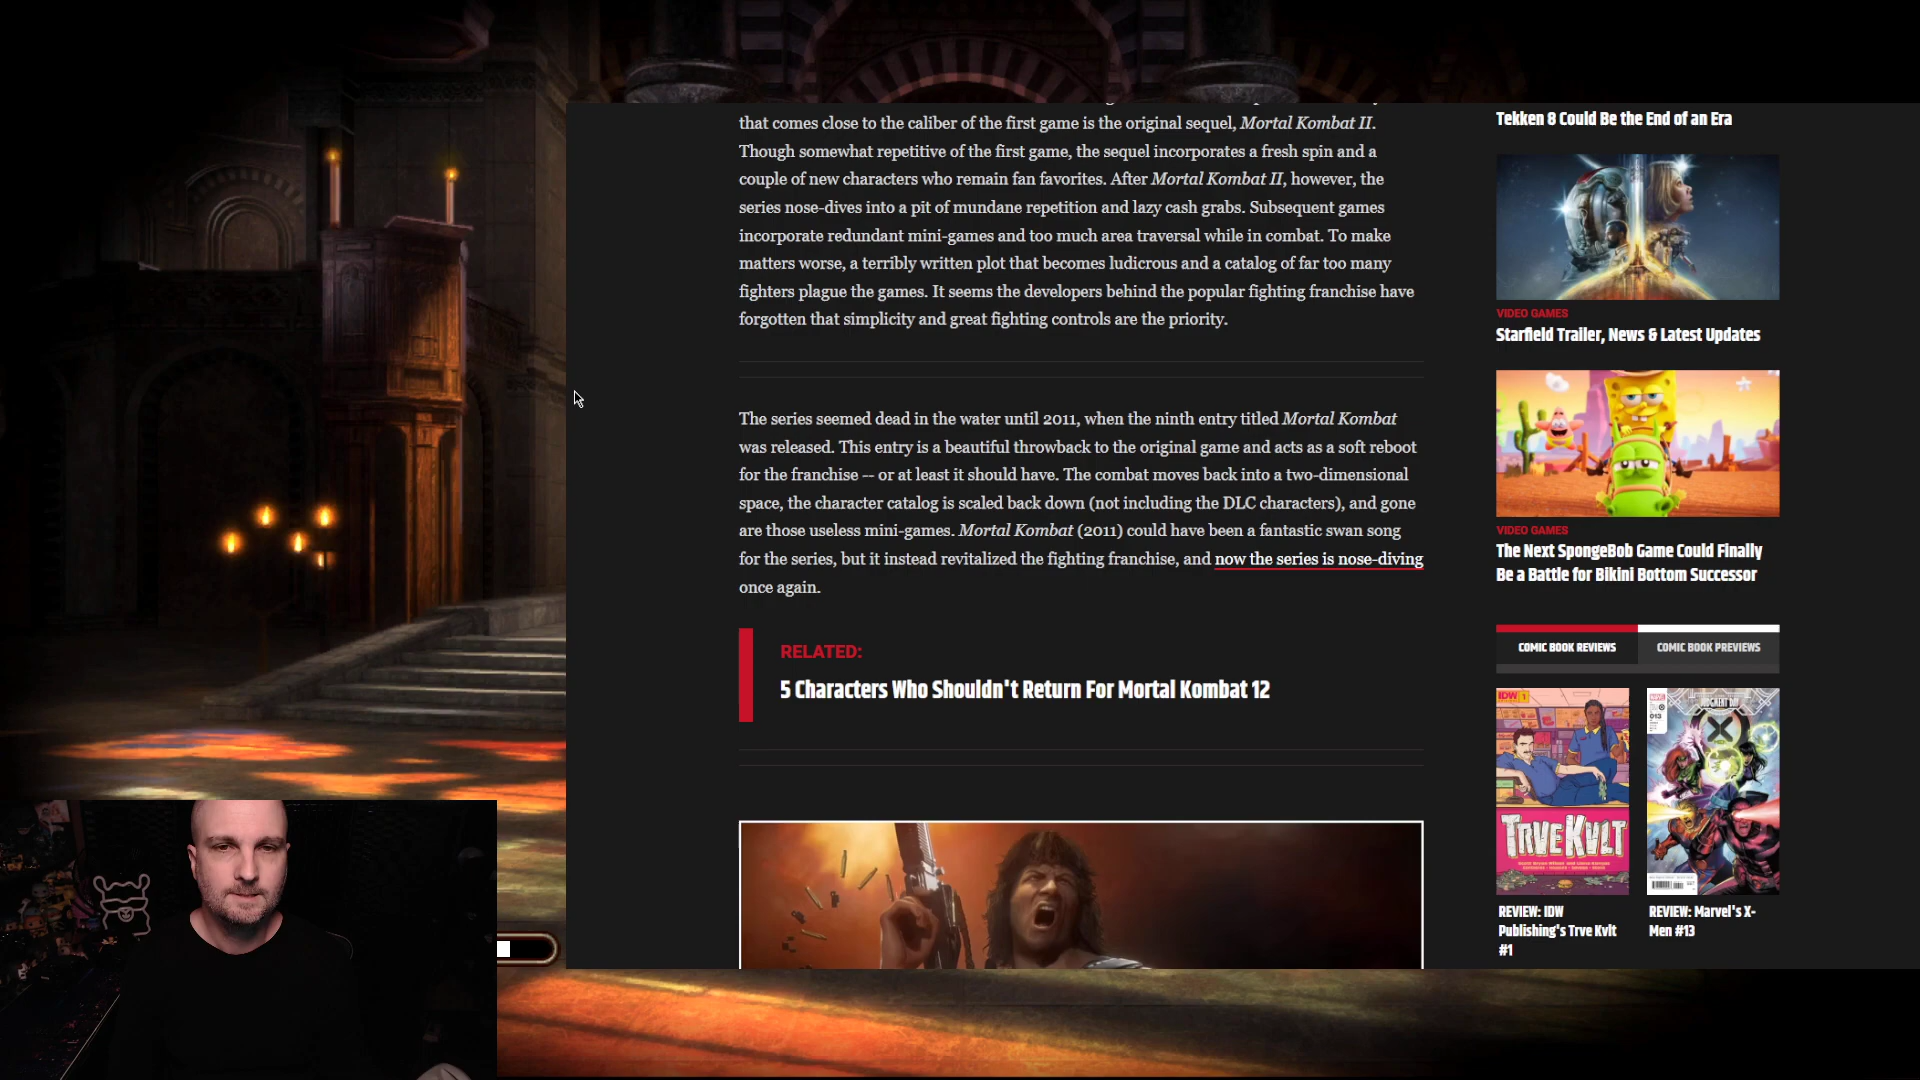 that comes close to the caliber of the first game is the original sequel, Mortal Kombat II.
Though somewhat repetitive of the first game, the sequel incorporates a fresh spin and a
couple of new characters who remain fan favorites. After Mortal Kombat II, however, the
series nose-dives into a pit of mundane repetition and lazy cash grabs. Subsequent games
incorporate redundant mini-games and too much area traversal while in combat. To make
matters worse, a terribly written plot that becomes ludicrous and a catalog of far too many
fighters plague the games. It seems the developers behind the popular fighting franchise have
forgotten that simplicity and great fighting controls are the priority.
The series seemed dead in the water until 2011, when the ninth entry titled Mortal Kombat
was released. This entry is a beautiful throwback to the original game and acts as a soft reboot
for the franchise -- or at least it should have. The combat moves back into a two-dimensional
space, the character catalog is scaled back down (not including the DLC characters), and gone
are those useless mini-games. Mortal Kombat (2011) could have been a fantastic swan song
for the series, but it instead revitalized the fighting franchise, and now the series is nose-diving
once again.
RELATED:
5 Characters Who Shouldn't Return For Mortal Kombat 12
Tekken 8 Could Be the End of an Era
VIDEO GAMES
Starfield Trailer, News & Latest Updates
VIDEO GAMES
The Next SpongeBob Game Could Finally
Be a Battle for Bikini Bottom Successor
COMIC BOOK REVIEWS
COMIC BOOK PREVIEWS
IDW 1
TRVE KVLT
JUDGMENT DAY
X
013
REVIEW: IDW
Publishing's Trve Kvlt
#1
REVIEW: Marvel's X-
Men #13